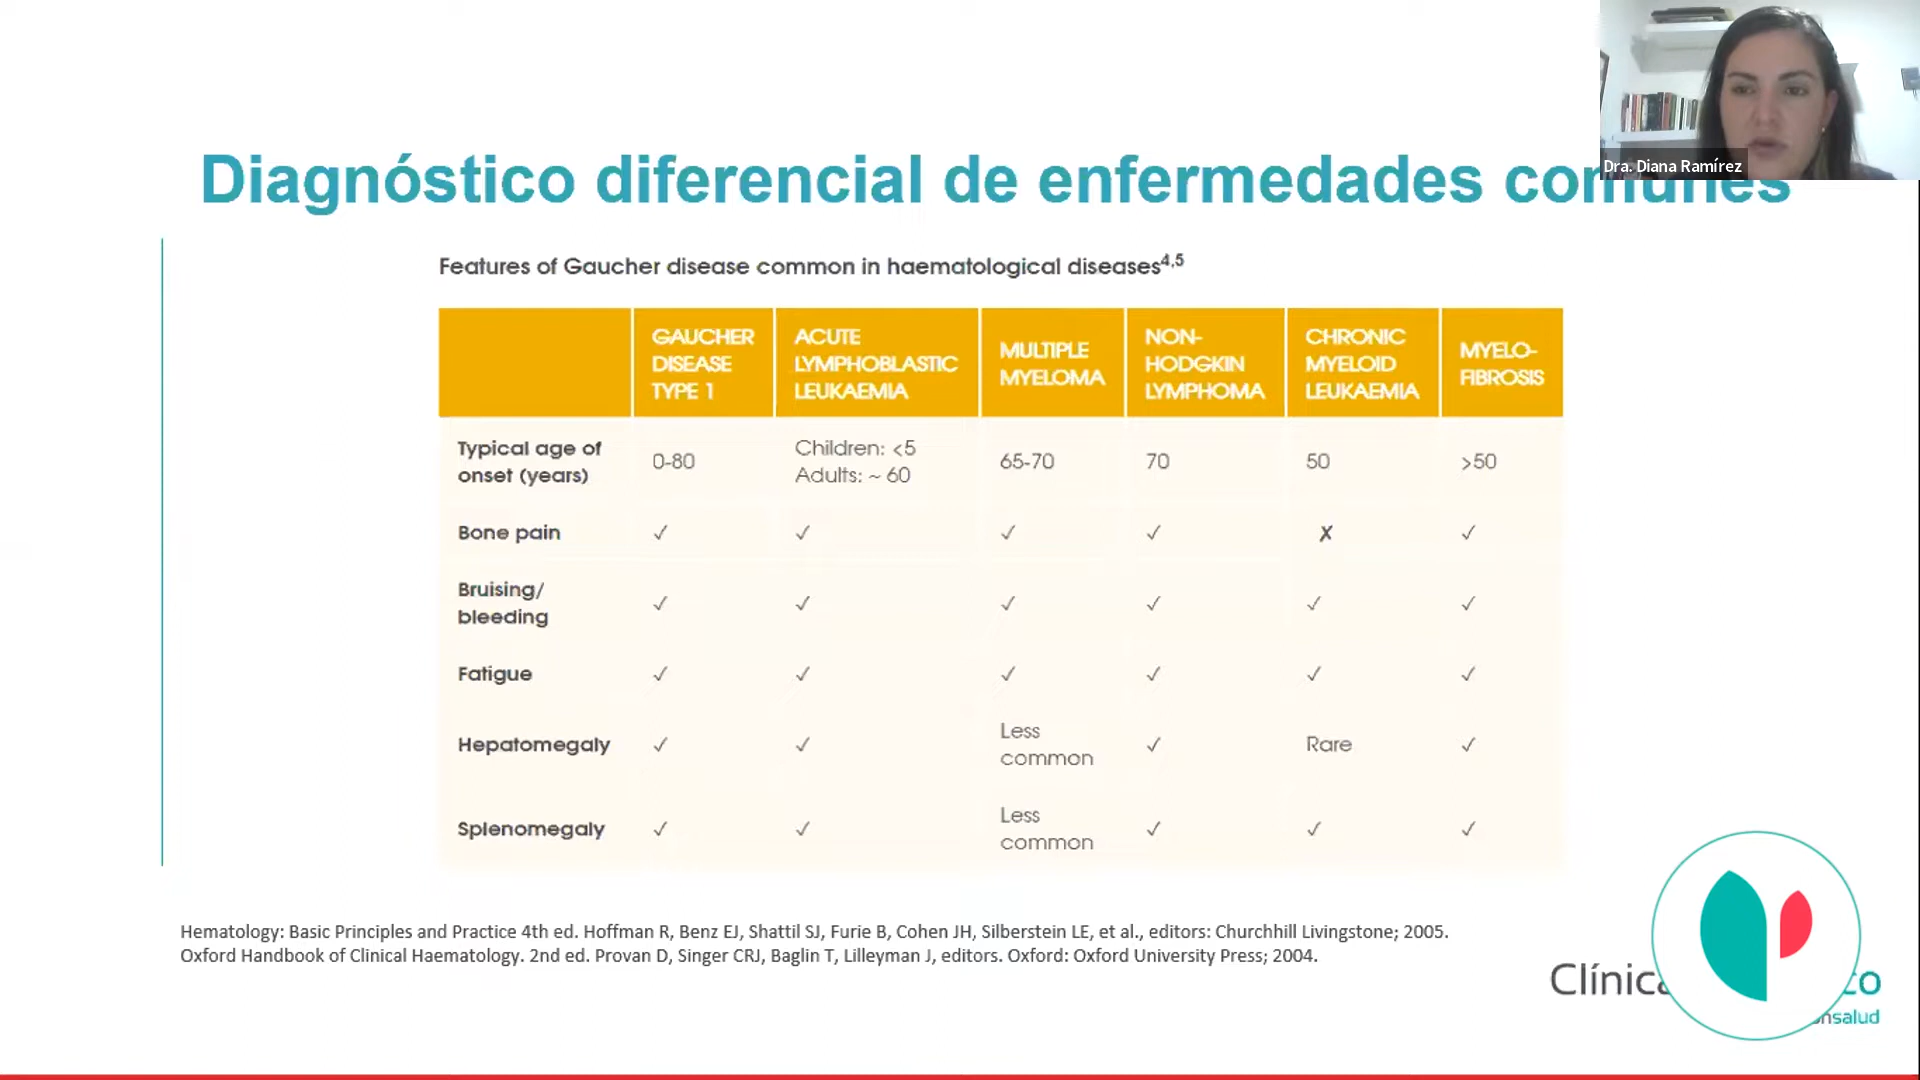 Dra. Diana Ramírez
Diagnóstico diferencial de enfermedades comunes
Features of Gaucher disease common in haematological diseases4,5
GAUCHER DISEASE TYPE 1
ACUTE LYMPHOBLASTIC LEUKAEMIA
MULTIPLE MYELOMA
NON-HODGKIN LYMPHOMA
CHRONIC MYELOID LEUKAEMIA
MYELO-FIBROSIS
Typical age of onset (years) 0-80 Children: <5 Adults: ~ 60 65-70 70 50 >50
Bone pain ✓ ✓ ✓ ✓ ✗ ✓
Bruising/ bleeding ✓ ✓ ✓ ✓ ✓ ✓
Fatigue ✓ ✓ ✓ ✓ ✓ ✓
Hepatomegaly ✓ ✓ Less common ✓ Rare ✓
Splenomegaly ✓ ✓ Less common ✓ ✓ ✓
Hematology: Basic Principles and Practice 4th ed. Hoffman R, Benz EJ, Shattil SJ, Furie B, Cohen JH, Silberstein LE, et al., editors: Churchhill Livingstone; 2005.
Oxford Handbook of Clinical Haematology. 2nd ed. Provan D, Singer CRJ, Baglin T, Lilleyman J, editors. Oxford: Oxford University Press; 2004.